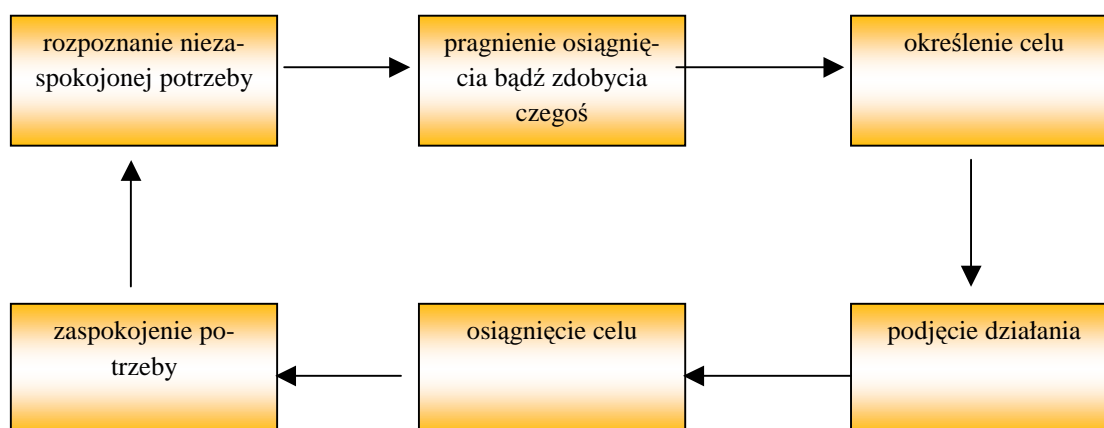 rozpoznanie nieza-
spokojonej potrzeby
pragnienie osiągnię-
cia bądź zdobycia
czegoś
określenie celu
zaspokojenie po-
trzeby
osiągnięcie celu
podjęcie działania